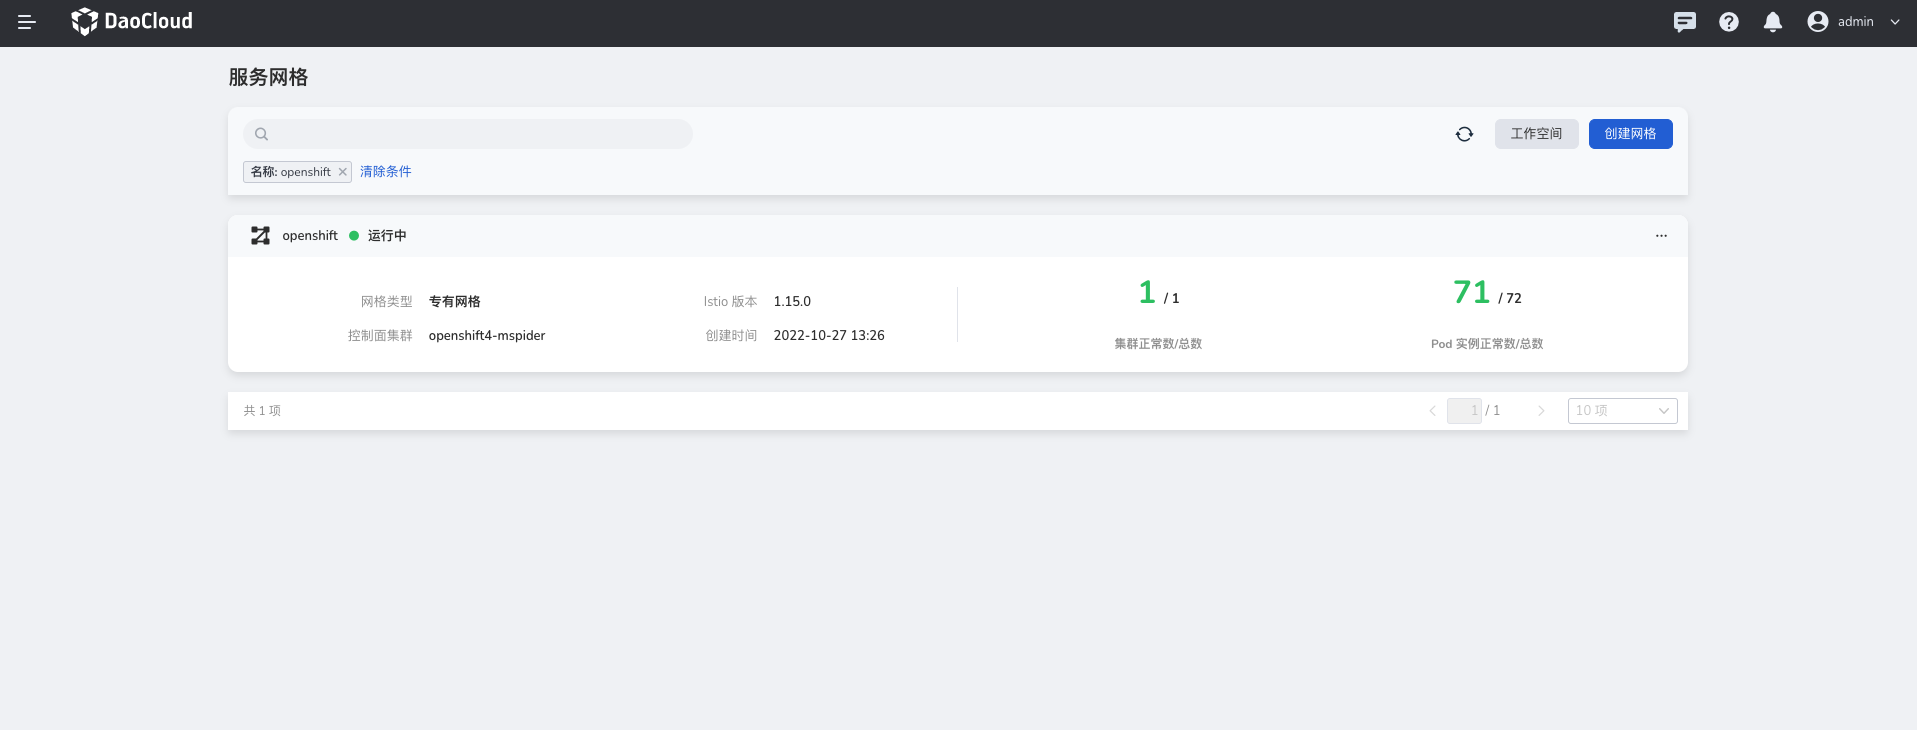 DaoCloud
admin
服务网格
工作空间 创建网格
名称: openshift 清除条件
openshift 运行中
网格类型 专有网格 Istio 版本 1.15.0 1 / 1 71 / 72
控制面集群 openshift4-mspider 创建时间 2022-10-27 13:26 集群正常数/总数 Pod 实例正常数/总数
共 1 项 1 / 1 10 项